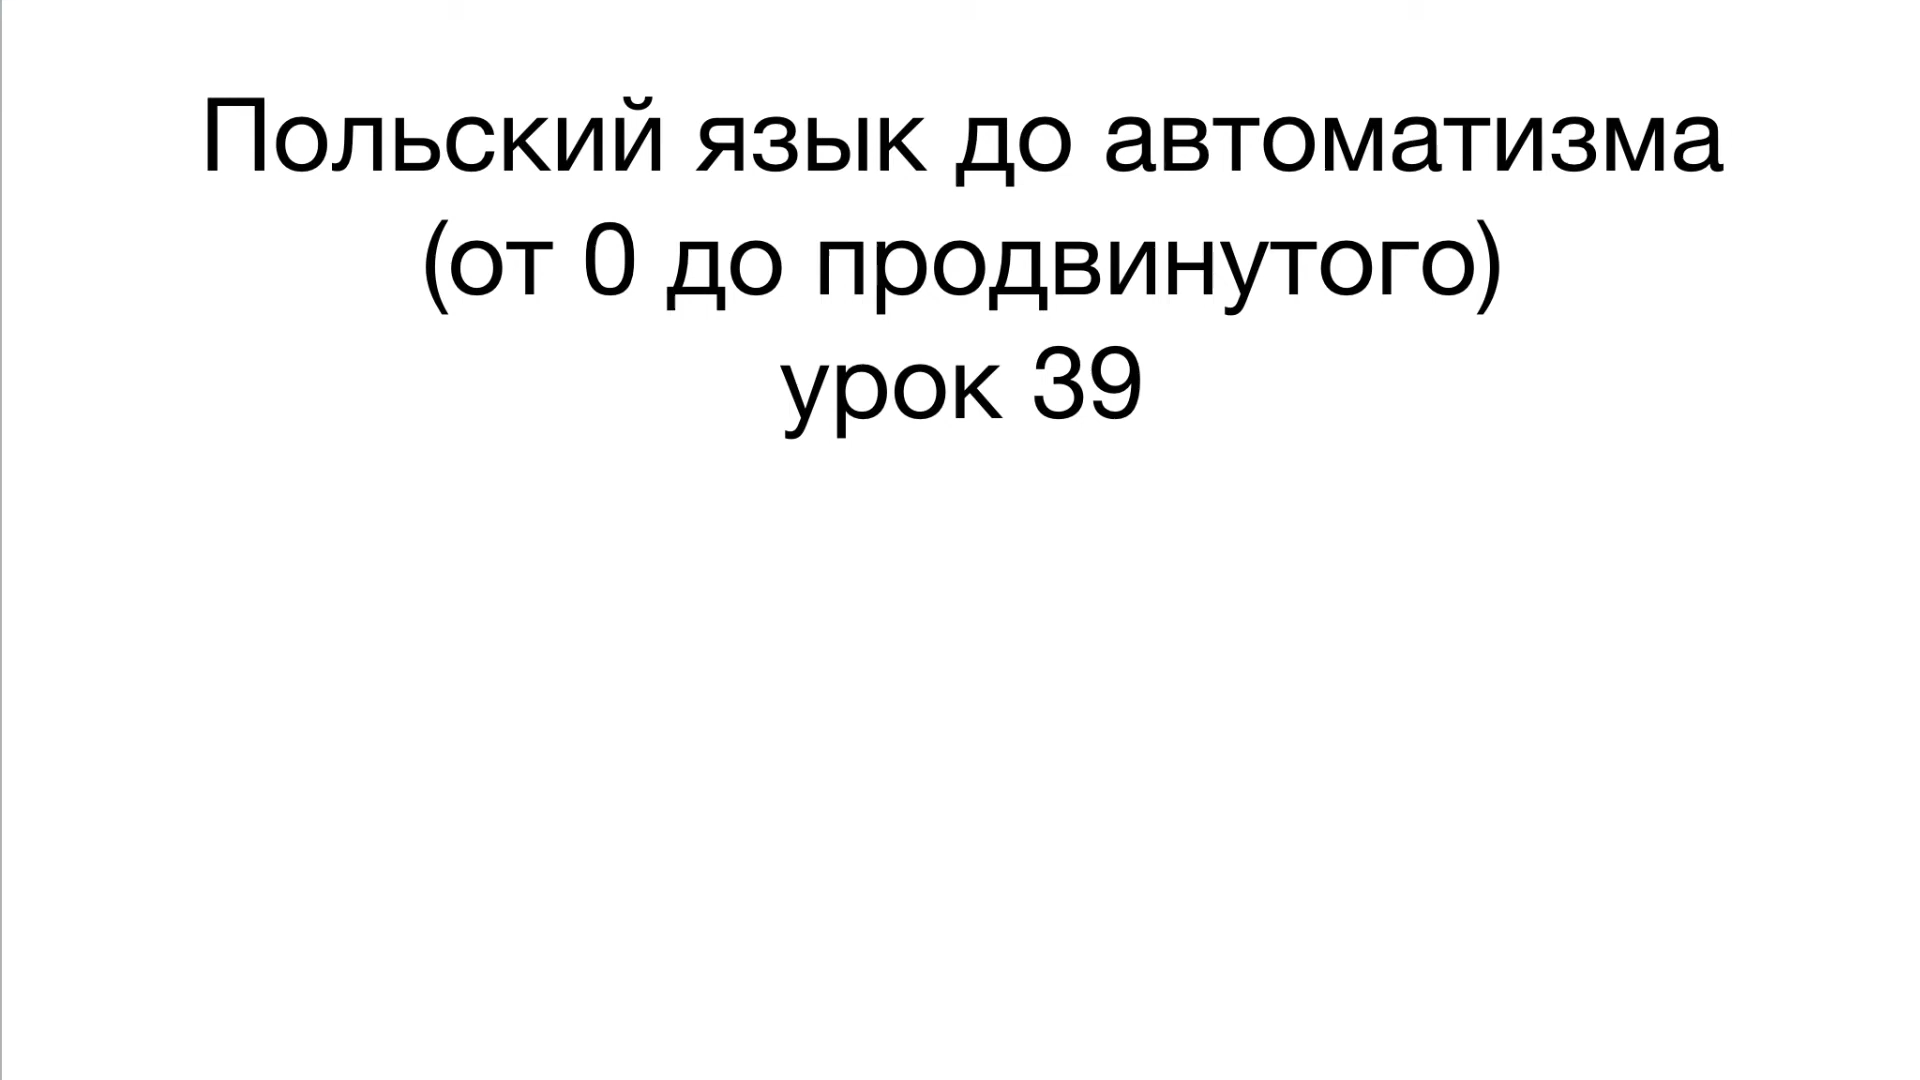 Польский язык до автоматизма
(от 0 до продвинутого)
урок 39